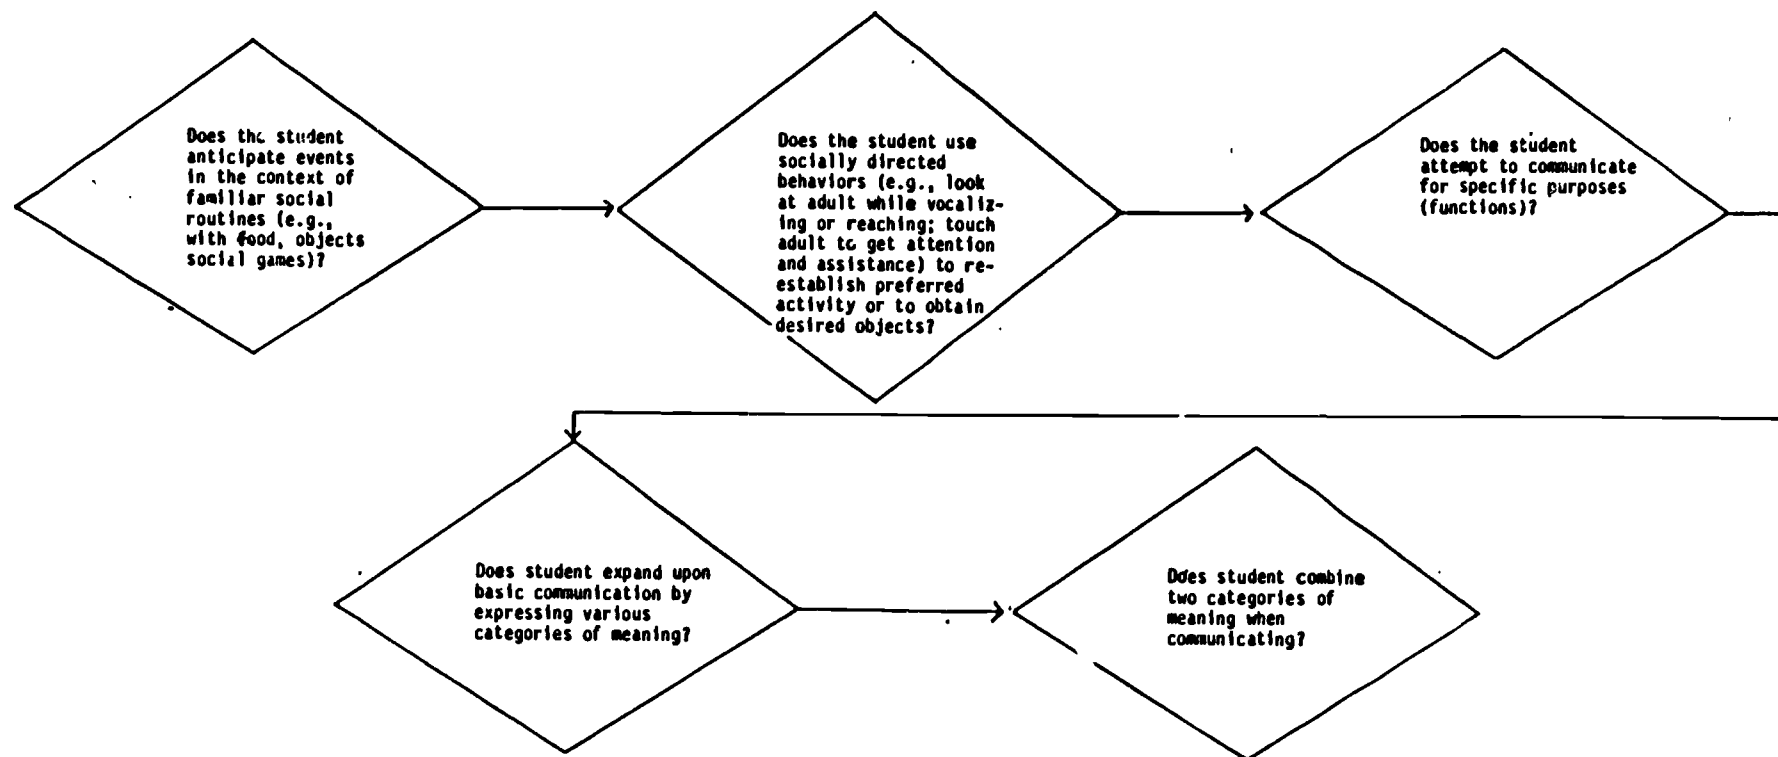 Does the student
anticipate events
in the context of
familiar social
routines (e.g.,
with food, objects
social games)?
Does the student use
socially directed
behaviors (e.g., look
at adult while vocaliz-
ing or reaching; touch
adult to get attention
and assistance) to re-
establish preferred
activity or to obtain
desired objects?
Does the student
attempt to communicate
for specific purposes
(functions)?
Does student expand upon
basic communication by
expressing various
categories of meaning?
Does student combine
two categories of
meaning when
communicating?